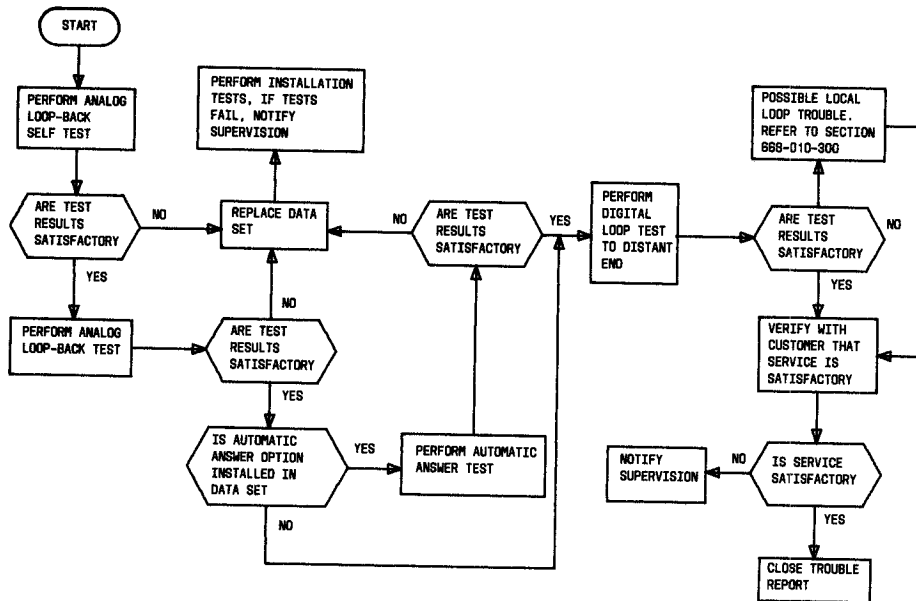 START
PERFORM ANALOG
LOOP-BACK
SELF TEST
ARE TEST
RESULTS
SATISFACTORY
NO
YES
PERFORM ANALOG
LOOP-BACK TEST
PERFORM INSTALLATION
TESTS, IF TESTS
FAIL, NOTIFY
SUPERVISION
REPLACE DATA
SET
NO
ARE TEST
RESULTS
SATISFACTORY
YES
IS AUTOMATIC
ANSWER OPTION
INSTALLED IN
DATA SET
YES
NO
PERFORM AUTOMATIC
ANSWER TEST
NO
ARE TEST
RESULTS
SATISFACTORY
YES
PERFORM
DIGITAL
LOOP TEST
TO DISTANT
END
POSSIBLE LOCAL
LOOP TROUBLE.
REFER TO SECTION
668-010-300
ARE TEST
RESULTS
SATISFACTORY
NO
YES
VERIFY WITH
CUSTOMER THAT
SERVICE IS
SATISFACTORY
NOTIFY
SUPERVISION
NO
IS SERVICE
SATISFACTORY
YES
CLOSE TROUBLE
REPORT